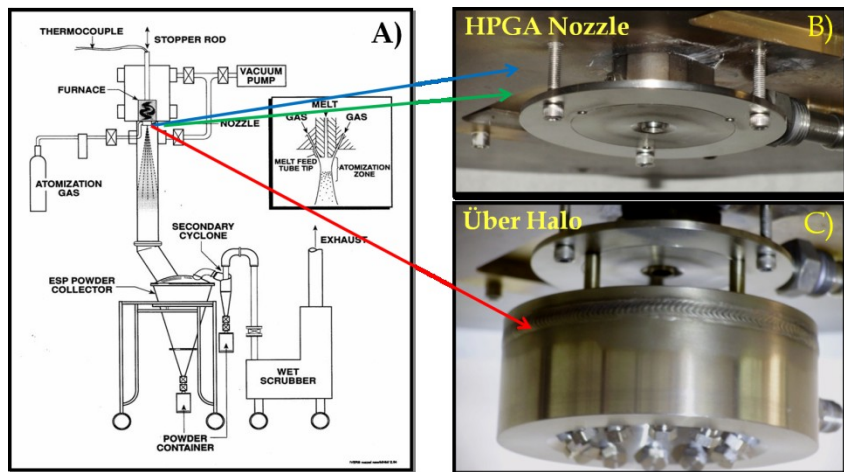 THERMOCOUPLE
STOPPER ROD
A)
VACUUM
PUMP
FURNACE
NOZZLE
MELT
GAS
GAS
MELT FEED
TUBE TIP
ATOMIZATION
ZONE
ATOMIZATION
GAS
SECONDARY
CYCLONE
EXHAUST
ESP POWDER
COLLECTOR
WET
SCRUBBER
POWDER
CONTAINER
HPGA Nozzle
B)
Über Halo
C)